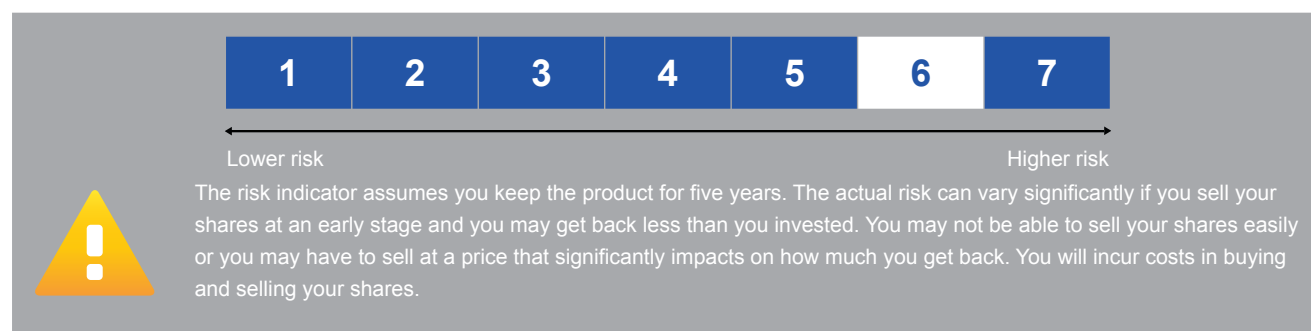 1 2 3 4 5 6 7
Lower risk Higher risk
The risk indicator assumes you keep the product for five years. The actual risk can vary significantly if you sell your
shares at an early stage and you may get back less than you invested. You may not be able to sell your shares easily
or you may have to sell at a price that significantly impacts on how much you get back. You will incur costs in buying
and selling your shares.